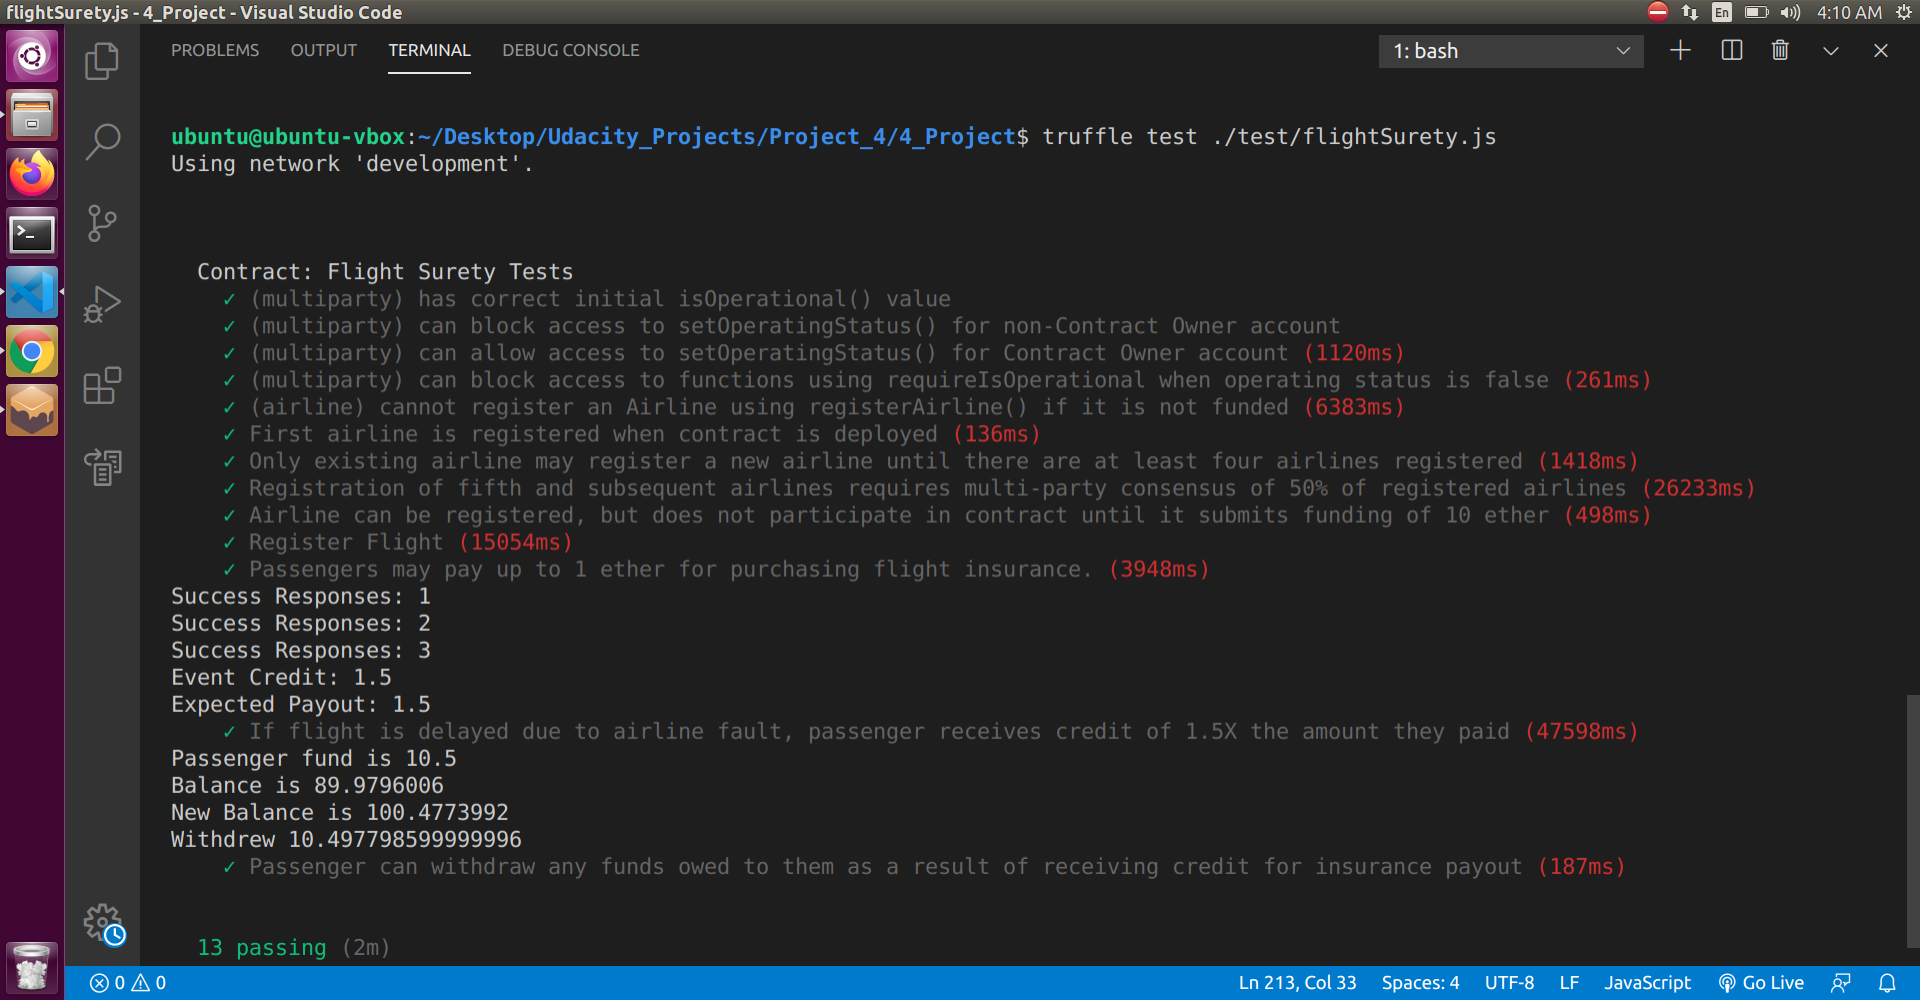 flightSurety.js - 4_Project - Visual Studio Code
En
4:10 AM
PROBLEMS OUTPUT TERMINAL DEBUG CONSOLE
1: bash
ubuntu@ubuntu-vbox:~/Desktop/Udacity_Projects/Project_4/4_Project$ truffle test ./test/flightSurety.js
Using network 'development'.
Contract: Flight Surety Tests
✓ (multiparty) has correct initial isOperational() value
✓ (multiparty) can block access to setOperatingStatus() for non-Contract Owner account
✓ (multiparty) can allow access to setOperatingStatus() for Contract Owner account (1120ms)
✓ (multiparty) can block access to functions using requireIsOperational when operating status is false (261ms)
✓ (airline) cannot register an Airline using registerAirline() if it is not funded (6383ms)
✓ First airline is registered when contract is deployed (136ms)
✓ Only existing airline may register a new airline until there are at least four airlines registered (1418ms)
✓ Registration of fifth and subsequent airlines requires multi-party consensus of 50% of registered airlines (26233ms)
✓ Airline can be registered, but does not participate in contract until it submits funding of 10 ether (498ms)
✓ Register Flight (15054ms)
✓ Passengers may pay up to 1 ether for purchasing flight insurance. (3948ms)
Success Responses: 1
Success Responses: 2
Success Responses: 3
Event Credit: 1.5
Expected Payout: 1.5
✓ If flight is delayed due to airline fault, passenger receives credit of 1.5X the amount they paid (47598ms)
Passenger fund is 10.5
Balance is 89.9796006
New Balance is 100.4773992
Withdrew 10.497798599999996
✓ Passenger can withdraw any funds owed to them as a result of receiving credit for insurance payout (187ms)
13 passing (2m)
0 0 Ln 213, Col 33 Spaces: 4 UTF-8 LF JavaScript Go Live